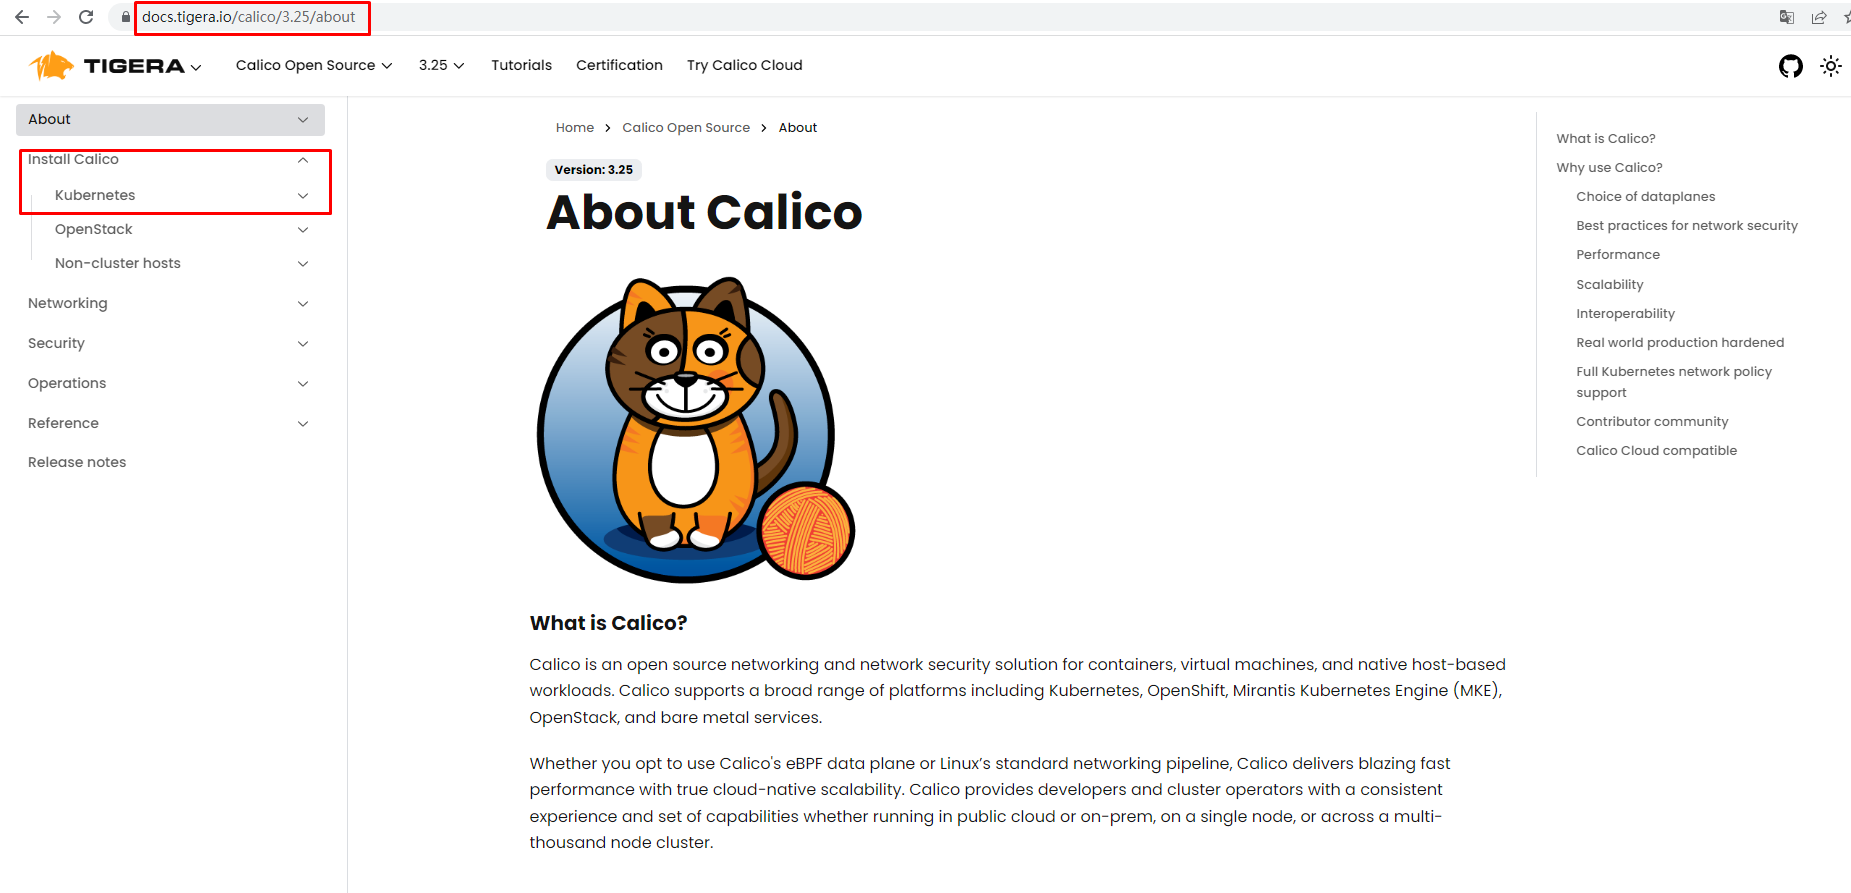 docs.tigera.io/calico/3.25/about
TIGERA
Calico Open Source
3.25
Tutorials
Certification
Try Calico Cloud
About
Install Calico
Kubernetes
OpenStack
Non-cluster hosts
Networking
Security
Operations
Reference
Release notes
Home > Calico Open Source > About
Version: 3.25
About Calico
What is Calico?
Calico is an open source networking and network security solution for containers, virtual machines, and native host-based
workloads. Calico supports a broad range of platforms including Kubernetes, OpenShift, Mirantis Kubernetes Engine (MKE),
OpenStack, and bare metal services.
Whether you opt to use Calico's eBPF data plane or Linux’s standard networking pipeline, Calico delivers blazing fast
performance with true cloud-native scalability. Calico provides developers and cluster operators with a consistent
experience and set of capabilities whether running in public cloud or on-prem, on a single node, or across a multi-
thousand node cluster.
What is Calico?
Why use Calico?
Choice of dataplanes
Best practices for network security
Performance
Scalability
Interoperability
Real world production hardened
Full Kubernetes network policy
support
Contributor community
Calico Cloud compatible